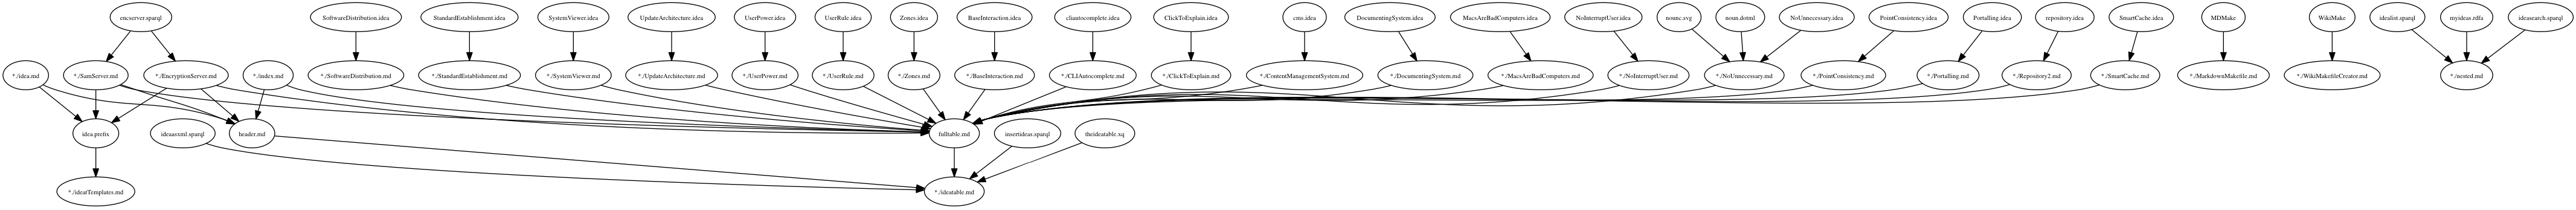 encserver.sparql
SoftwareDistribution.idea
StandardEstablishment.idea
SystemViewer.idea
UpdateArchitecture.idea
UserPower.idea
UserRule.idea
Zones.idea
BaseInteraction.idea
cliautocomplete.idea
ClickToExplain.idea
cms.idea
DocumentingSystem.idea
MacsAreBadComputers.idea
NoInterruptUser.idea
nounc.svg
noun.dotml
NoUnnecessary.idea
PointConsistency.idea
Portalling.idea
repository.idea
SmartCache.idea
MDMake
WikiMake
idealist.sparql
myideas.rdfa
ideasearch.sparql
*./idea.md
*./SamServer.md
*./EncryptionServer.md
*./index.md
*./SoftwareDistribution.md
*./StandardEstablishment.md
*./SystemViewer.md
*./UpdateArchitecture.md
*./UserPower.md
*./UserRule.md
*./Zones.md
*./BaseInteraction.md
*./CLIAutocomplete.md
*./ClickToExplain.md
*./ContentManagementSystem.md
*./DocumentingSystem.md
*./MacsAreBadComputers.md
*./NoInterruptUser.md
*./NoUnnecessary.md
*./PointConsistency.md
*./Portalling.md
*./Repository2.md
*./SmartCache.md
*./MarkdownMakefile.md
*./WikiMakefileCreator.md
*./nested.md
idea.prefix
ideaasxml.sparql
header.md
fulltable.md
insertideas.sparql
theideatable.xq
*./ideafTemplates.md
*./ideatable.md